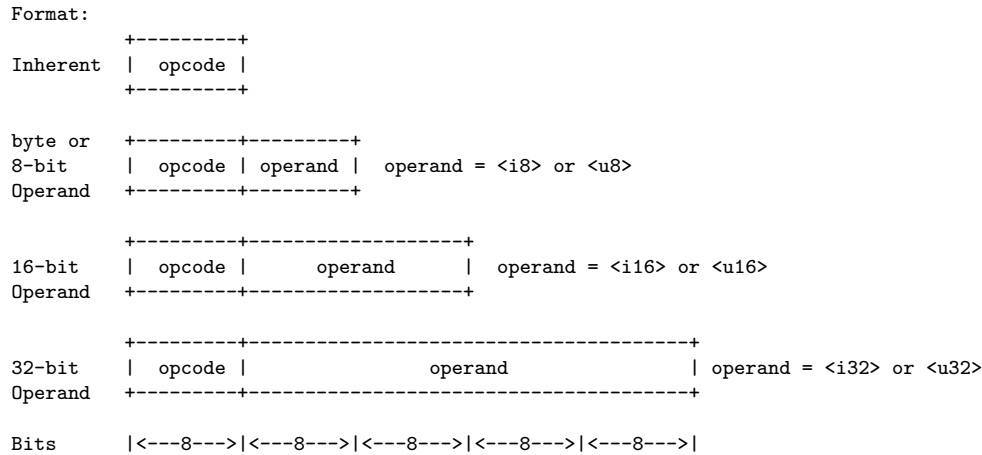 Format:
         +---------+
Inherent |  opcode |
         +---------+
byte or  +---------+---------+
8-bit    |  opcode | operand |  operand = <i8> or <u8>
Operand  +---------+---------+
         +---------+-------------------+
16-bit   |  opcode |      operand      |  operand = <i16> or <u16>
Operand  +---------+-------------------+
         +---------+---------------------------------------+
32-bit   |  opcode |                operand                | operand = <i32> or <u32>
Operand  +---------+---------------------------------------+
Bits     |<---8--->|<---8--->|<---8--->|<---8--->|<---8--->|